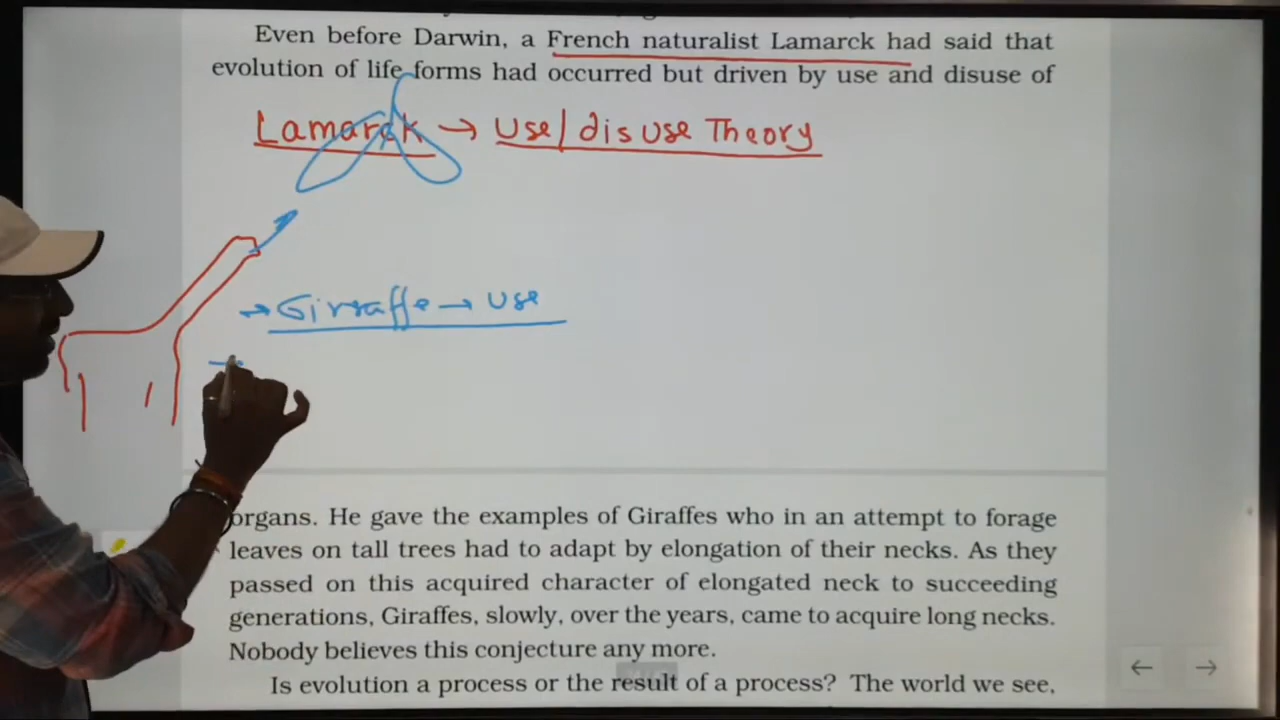 Even before Darwin, a French naturalist Lamarck had said that
evolution of life forms had occurred but driven by use and disuse of
Lamarck → Use/disuse Theory
→ Girraffe → Use
organs. He gave the examples of Giraffes who in an attempt to forage
leaves on tall trees had to adapt by elongation of their necks. As they
passed on this acquired character of elongated neck to succeeding
generations, Giraffes, slowly, over the years, came to acquire long necks.
Nobody believes this conjecture any more.
Is evolution a process or the result of a process? The world we see,